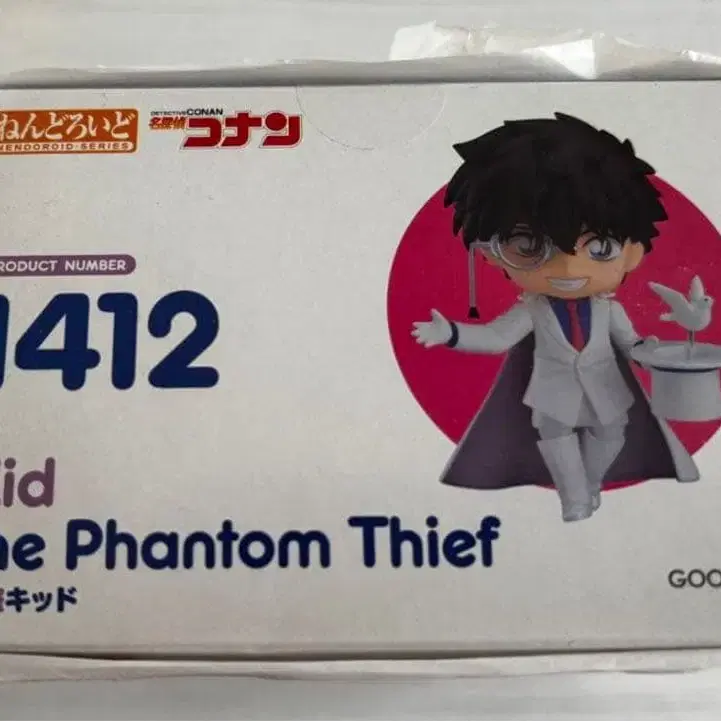 ねんどろいど
NENDOROID SERIES
DETECTIVE CONAN
名探偵
コナン
RODUCT NUMBER
1412
id
he Phantom Thief
キッド
GOO